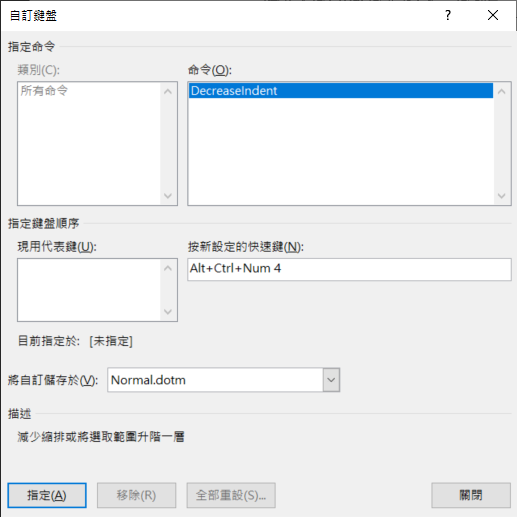 自訂鍵盤
指定命令
類別(C):
命令(O):
所有命令
DecreaseIndent
指定鍵盤順序
現用代表鍵(U):
按新設定的快速鍵(N):
Alt+Ctrl+Num 4
目前指定於: [未指定]
將自訂儲存於(V): Normal.dotm
描述
減少縮排或將選取範圍升階一層
指定(A) 移除(R) 全部重設(S)... 關閉